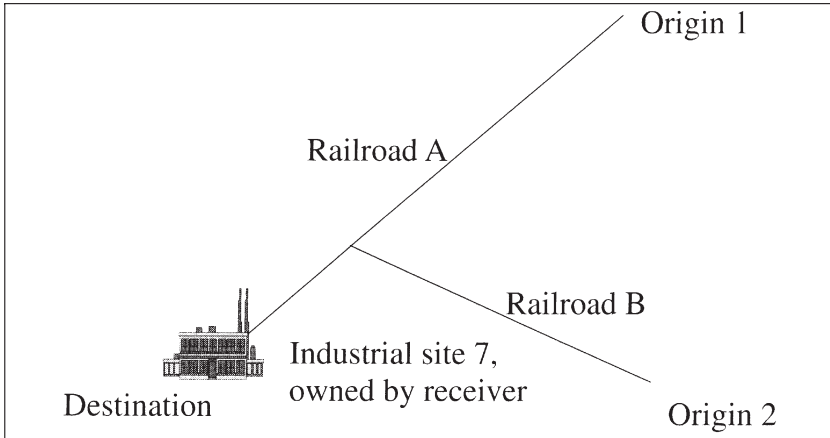 Origin 1
Railroad A
Railroad B
Industrial site 7,
owned by receiver
Destination
Origin 2